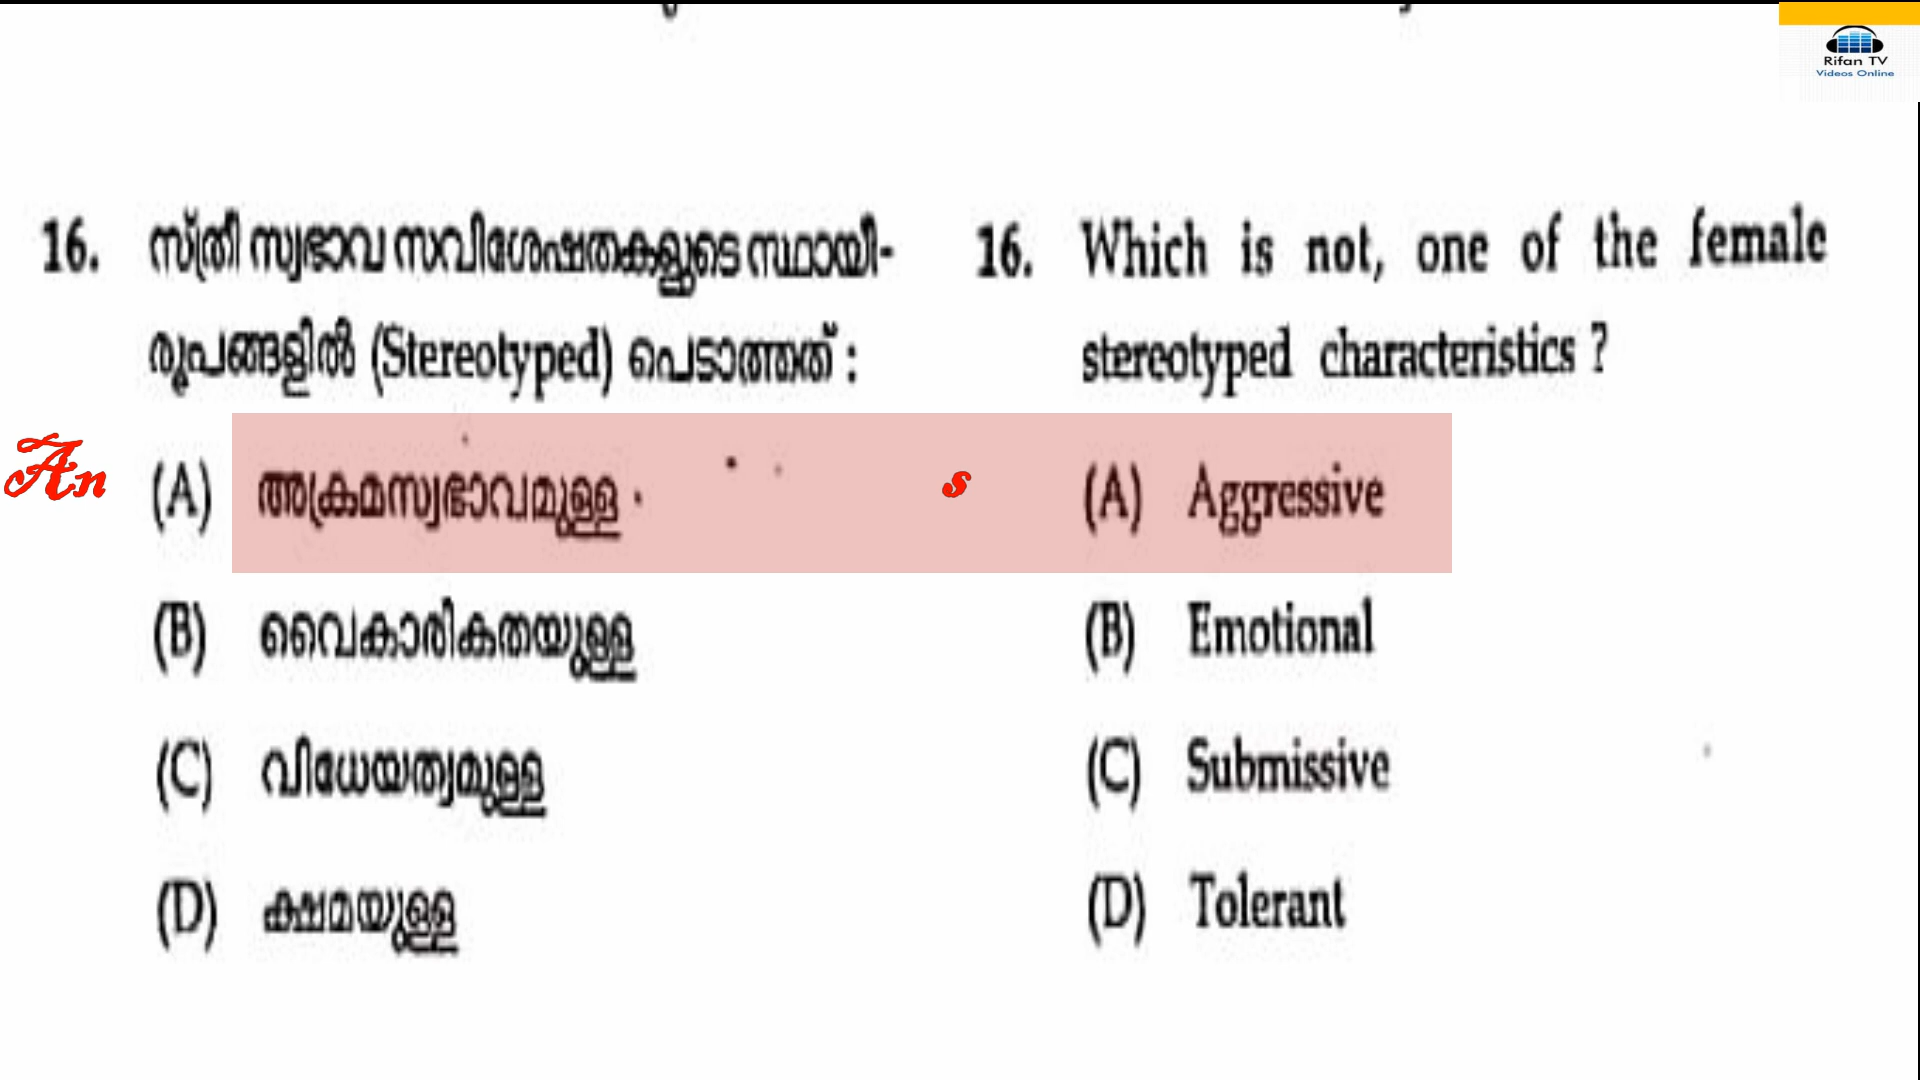 Rifan TV
Videos Online
16. സ്ത്രീ സ്വഭാവ സവിശേഷതകളുടെ സ്ഥായീ-
രൂപങ്ങളിൽ (Stereotyped) പെടാത്തത് :
An
(A) അക്രമസ്വഭാവമുള്ള
(B) വൈകാരികതയുള്ള
(C) വിധേയത്വമുള്ള
(D) ക്ഷമയുള്ള
16. Which is not, one of the female
stereotyped characteristics ?
s
(A) Aggressive
(B) Emotional
(C) Submissive
(D) Tolerant